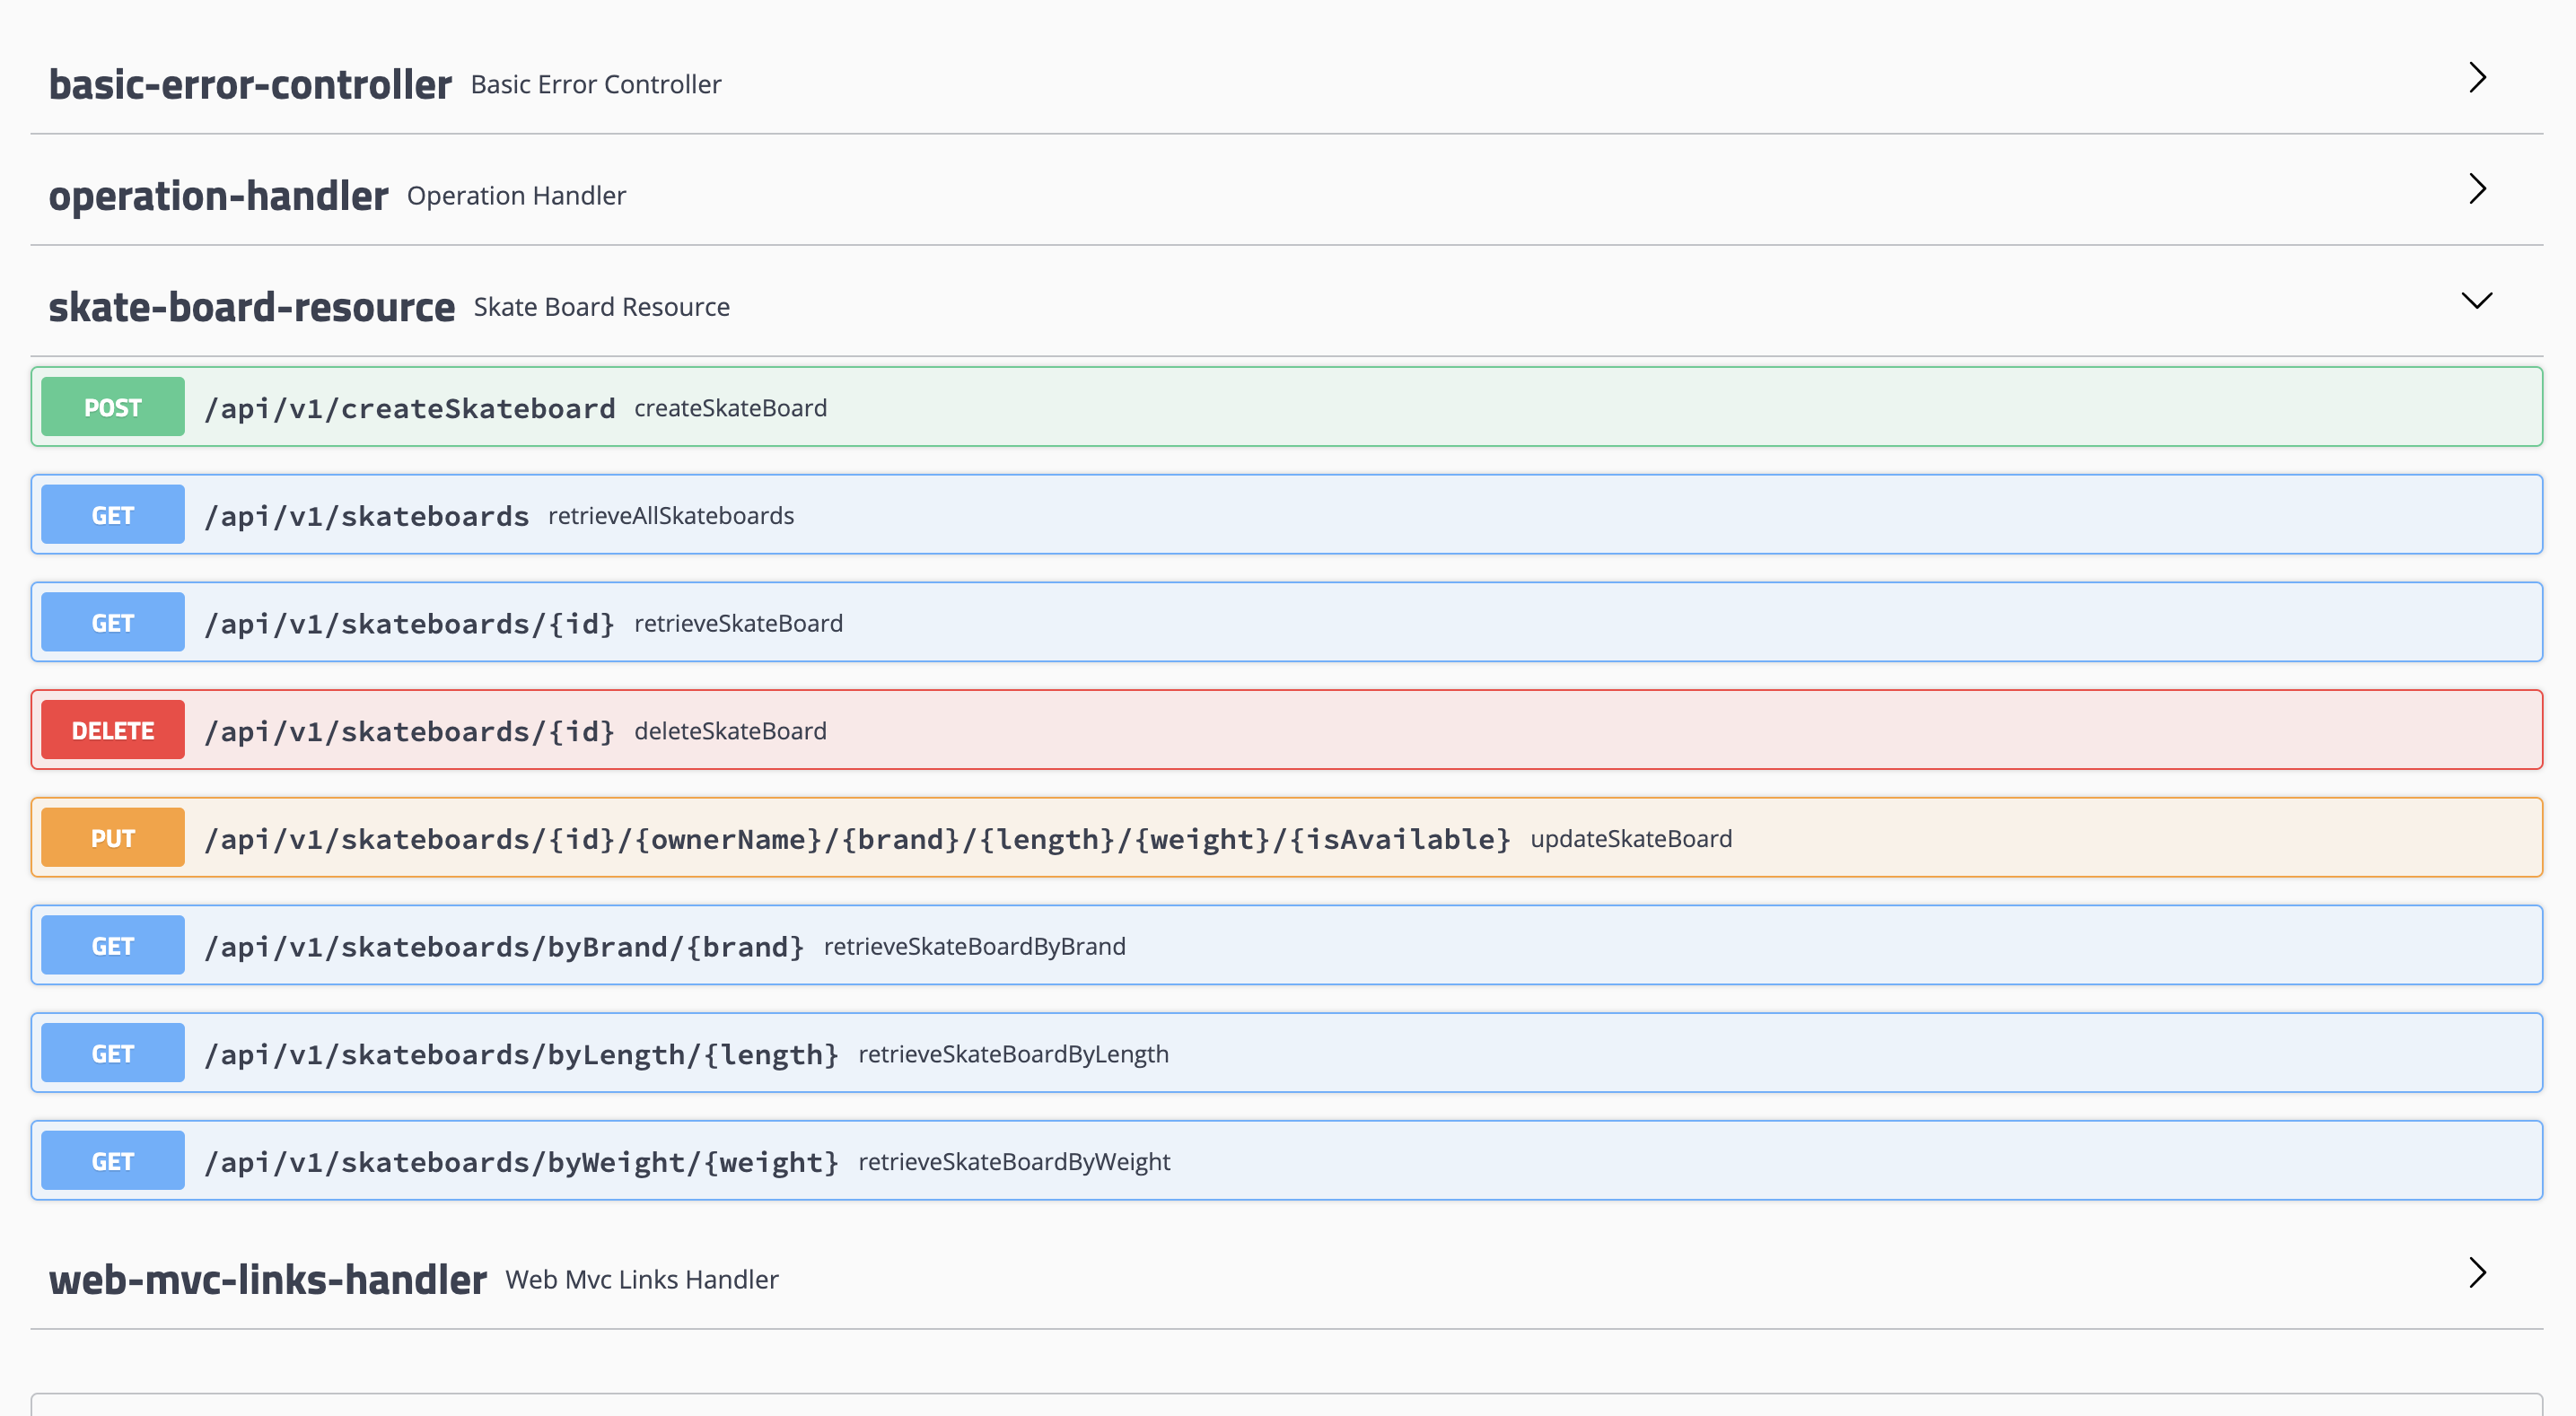 basic-error-controller Basic Error Controller
operation-handler Operation Handler
skate-board-resource Skate Board Resource
POST /api/v1/createSkateboard createSkateBoard
GET /api/v1/skateboards retrieveAllSkateboards
GET /api/v1/skateboards/{id} retrieveSkateBoard
DELETE /api/v1/skateboards/{id} deleteSkateBoard
PUT /api/v1/skateboards/{id}/{ownerName}/{brand}/{length}/{weight}/{isAvailable} updateSkateBoard
GET /api/v1/skateboards/byBrand/{brand} retrieveSkateBoardByBrand
GET /api/v1/skateboards/byLength/{length} retrieveSkateBoardByLength
GET /api/v1/skateboards/byWeight/{weight} retrieveSkateBoardByWeight
web-mvc-links-handler Web Mvc Links Handler